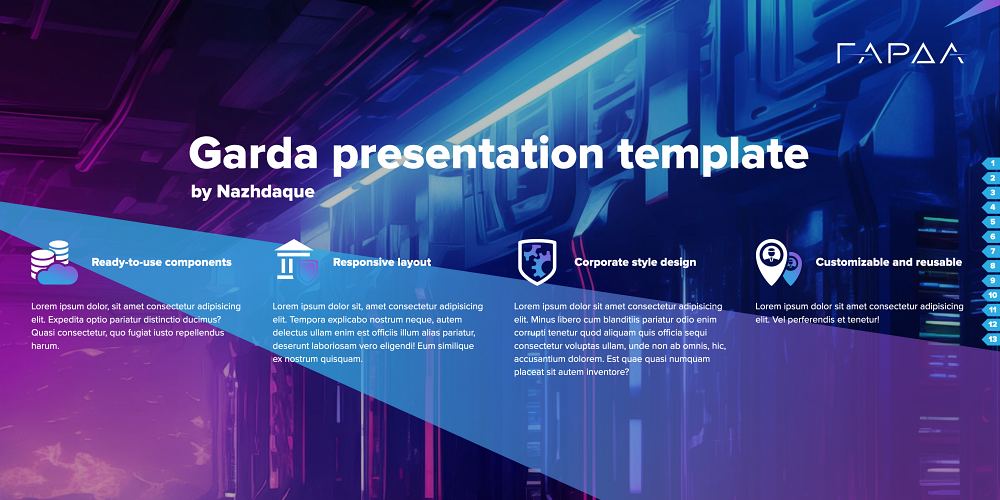 ГАРДА
Garda presentation template
by Nazhdaque
Ready-to-use components
Lorem ipsum dolor, sit amet consectetur adipisicing
elit. Expedita optio pariatur distinctio ducimus?
Quasi consectetur, quo fugiat iusto repellendus
harum.
Responsive layout
Lorem ipsum dolor sit, amet consectetur adipisicing
elit. Tempora explicabo nostrum neque, autem
delectus ullam enim est officiis illum alias pariatur,
deserunt laboriosam vero eligendi! Eum similique
ex nostrum quisquam.
Corporate style design
Lorem ipsum dolor sit amet consectetur adipisicing
elit. Minus libero cum blanditiis pariatur odio enim
corrupti tenetur quod aliquam quis officia sequi
consectetur voluptas ullam, unde non ab omnis, hic,
accusantium dolorem. Est quae quasi numquam
placeat sit autem inventore?
Customizable and reusable
Lorem ipsum dolor sit amet consectetur adipisicing
elit. Vel perferendis et tenetur!
1
2
3
4
5
6
7
8
9
10
11
12
13